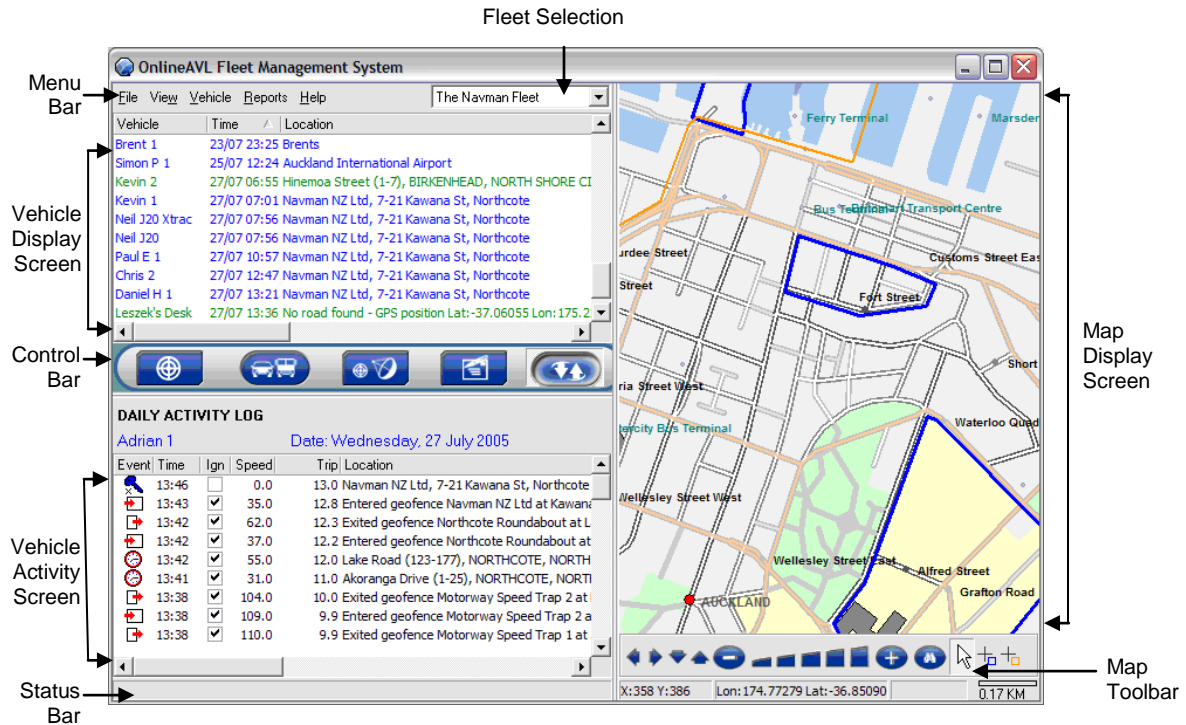 Fleet Selection
OnlineAVL Fleet Management System
Menu
Bar
File View Vehicle Reports Help
The Navman Fleet
Vehicle Time Location
Brent 1 23/07 23:25 Brents
Simon P 1 25/07 12:24 Auckland International Airport
Kevin 2 27/07 06:55 Hinemoa Street (1-7), BIRKENHEAD, NORTH SHORE CI
Kevin 1 27/07 07:01 Navman NZ Ltd, 7-21 Kawana St, Northcote
Neil J20 Xtrac 27/07 07:56 Navman NZ Ltd, 7-21 Kawana St, Northcote
Neil J20 27/07 07:56 Navman NZ Ltd, 7-21 Kawana St, Northcote
Paul E 1 27/07 10:57 Navman NZ Ltd, 7-21 Kawana St, Northcote
Chris 2 27/07 12:47 Navman NZ Ltd, 7-21 Kawana St, Northcote
Daniel H 1 27/07 13:21 Navman NZ Ltd, 7-21 Kawana St, Northcote
Leszek's Desk 27/07 13:36 No road found - GPS position Lat:-37.06055 Lon: 175.2
Vehicle
Display
Screen
Control
Bar
DAILY ACTIVITY LOG
Adrian 1 Date: Wednesday, 27 July 2005
Event Time Ign Speed Trip Location
13:46 0.0 13.0 Navman NZ Ltd, 7-21 Kawana St, Northcote
13:43 35.0 12.8 Entered geofence Navman NZ Ltd at Kawana
13:42 62.0 12.3 Exited geofence Northcote Roundabout at L
13:42 37.0 12.2 Entered geofence Northcote Roundabout at
13:42 55.0 12.0 Lake Road (123-177), NORTHCOTE, NORTH
13:41 31.0 11.0 Akoranga Drive (1-25), NORTHCOTE, NORT
13:38 104.0 10.0 Exited geofence Motorway Speed Trap 2 at
13:38 109.0 9.9 Entered geofence Motorway Speed Trap 2 a
13:38 110.0 9.9 Exited geofence Motorway Speed Trap 1 at
Vehicle
Activity
Screen
Status
Bar
Ferry Terminal
Marsden
Bus Terminal
Britomart Transport Centre
urdee Street
Customs Street Eas
Street
Fort Street
Short
ria Street West
Waterloo Quad
tercity Bus Terminal
Wellesley Street West
Wellesley Street East
Alfred Street
Grafton Road
AUCKLAND
Map
Display
Screen
Map
Toolbar
X:358 Y:386 Lon:174.77279 Lat:-36.85090 0.17 KM